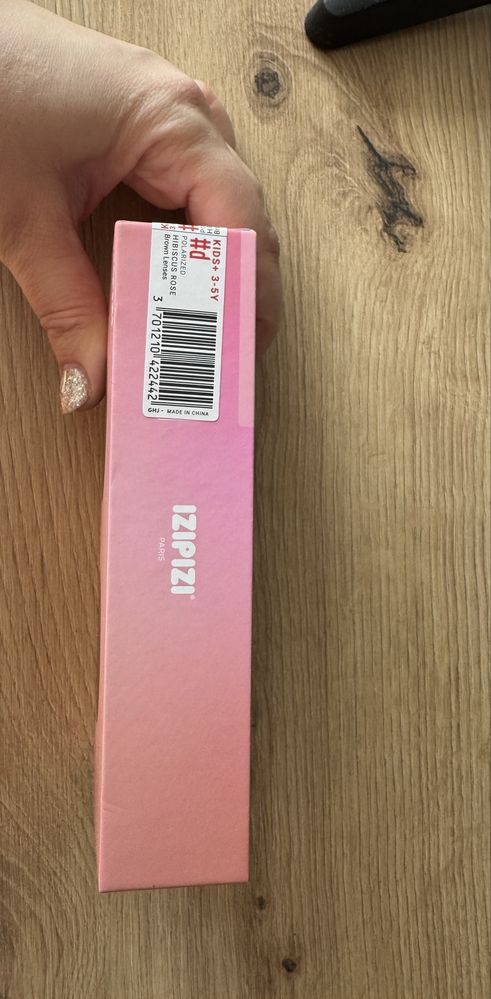 KIDS+ 3-5Y
#d
POLARIZED
HIBISCUS ROSE
Brown Lenses
3 701210 422442
GHJ - MADE IN CHINA
IZIPIZI®
PARIS